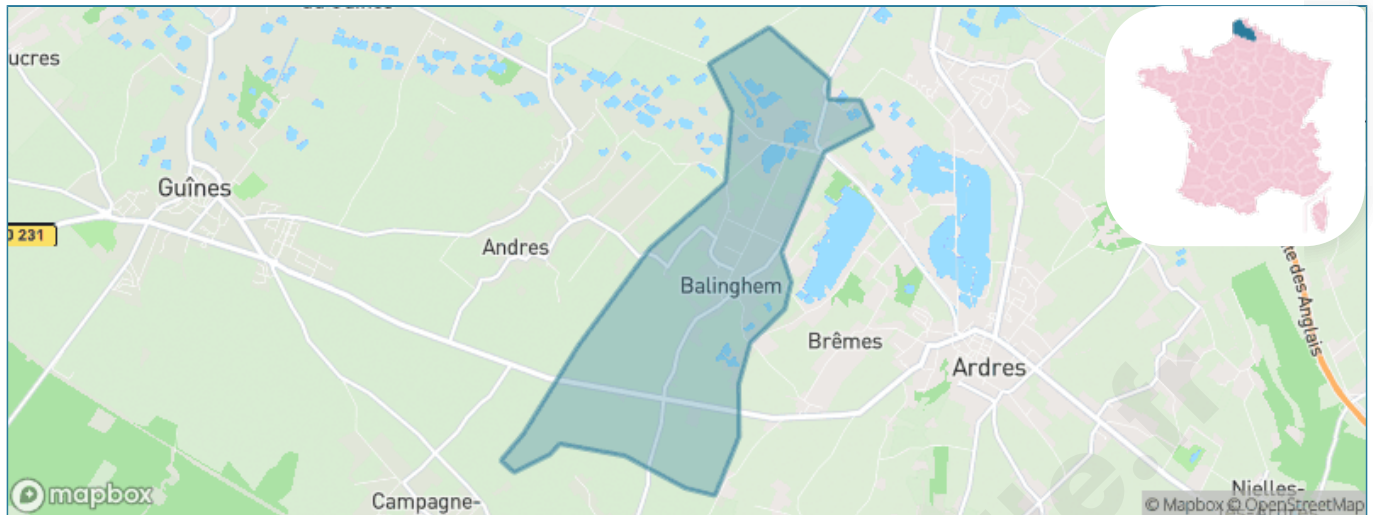 ucres
Guînes
D 231
Andres
Balinghem
Brêmes
Ardres
te des Anglais
Campagne-
Nielles-
mapbox
© Mapbox © OpenStreetMap